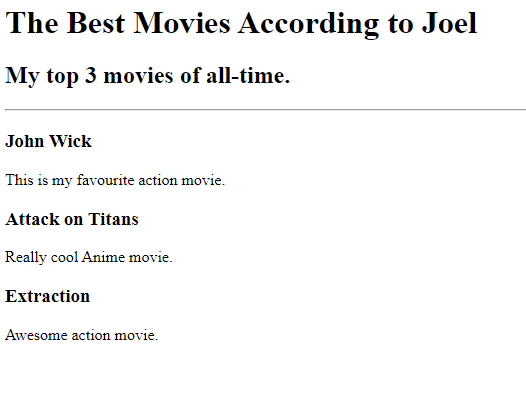 The Best Movies According to Joel
My top 3 movies of all-time.
John Wick
This is my favourite action movie.
Attack on Titans
Really cool Anime movie.
Extraction
Awesome action movie.